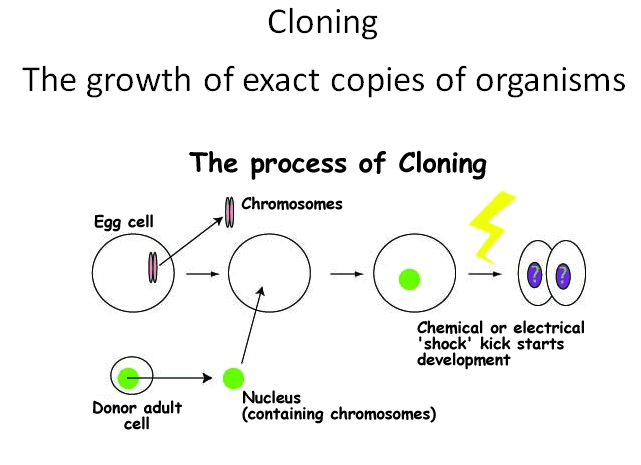 Cloning
The growth of exact copies of organisms
The process of Cloning
Chromosomes
Egg cell
? ?
Chemical or electrical
'shock' kick starts
development
Donor adult
cell
Nucleus
(containing chromosomes)